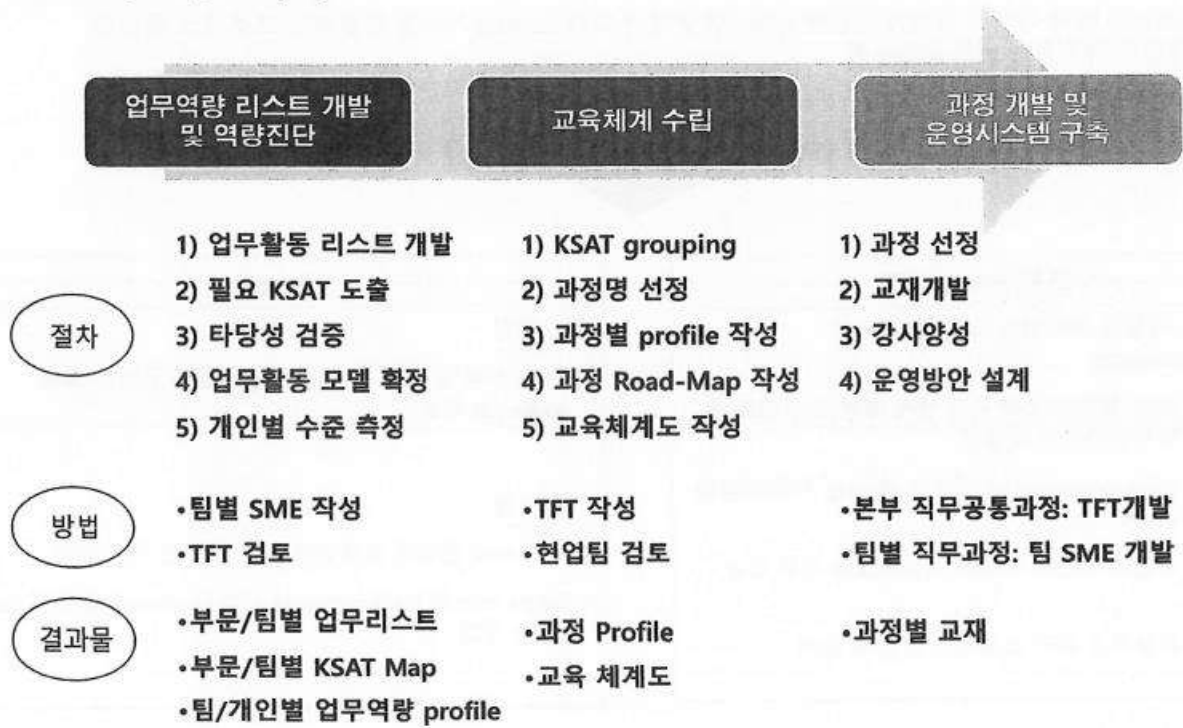 업무역량 리스트 개발
및 역량진단
교육체계 수립
과정 개발 및
운영시스템 구축
절차
1) 업무활동 리스트 개발
2) 필요 KSAT 도출
3) 타당성 검증
4) 업무활동 모델 확정
5) 개인별 수준 측정
1) KSAT grouping
2) 과정명 선정
3) 과정별 profile 작성
4) 과정 Road-Map 작성
5) 교육체계도 작성
1) 과정 선정
2) 교재개발
3) 강사양성
4) 운영방안 설계
방법
•팀별 SME 작성
•TFT 검토
•TFT 작성
•현업팀 검토
•본부 직무공통과정: TFT개발
•팀별 직무과정: 팀 SME 개발
결과물
•부문/팀별 업무리스트
•부문/팀별 KSAT Map
•팀/개인별 업무역량 profile
•과정 Profile
•교육 체계도
•과정별 교재